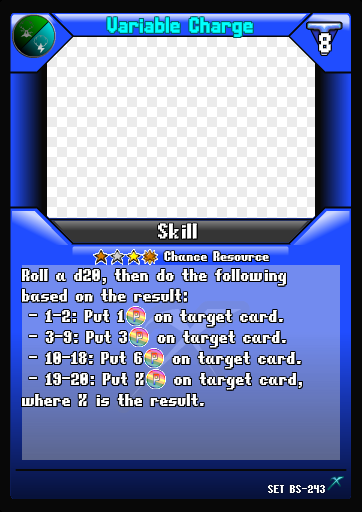 Variable Charge
8
Skill
Chance Resource
Roll a d20, then do the following
based on the result:
- 1-2: Put 1 P on target card.
- 3-9: Put 3 P on target card.
- 10-18: Put 6 P on target card.
- 19-20: Put X P on target card,
where X is the result.
SET BS-243